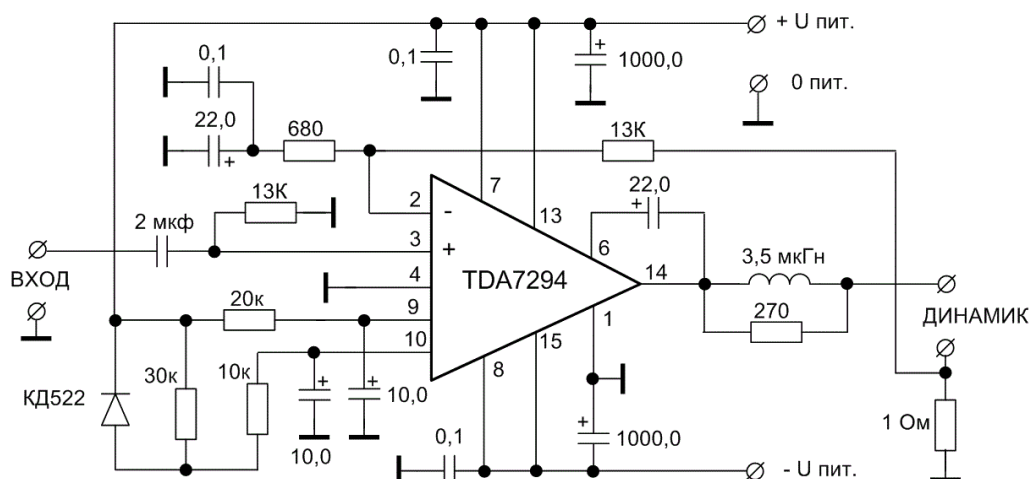 + U пит.
0,1
0,1
1000,0
0 пит.
22,0
+
680
13К
13К
7
22,0
2
-
13
2 мкф
3
+
6
ВХОД
4
TDA7294
14
3,5 мкГн
20к
9
1
270
ДИНАМИК
10
15
8
КД522
30к
10к
+
+
10,0
10,0
0,1
+
1000,0
1 Ом
- U пит.
+
+